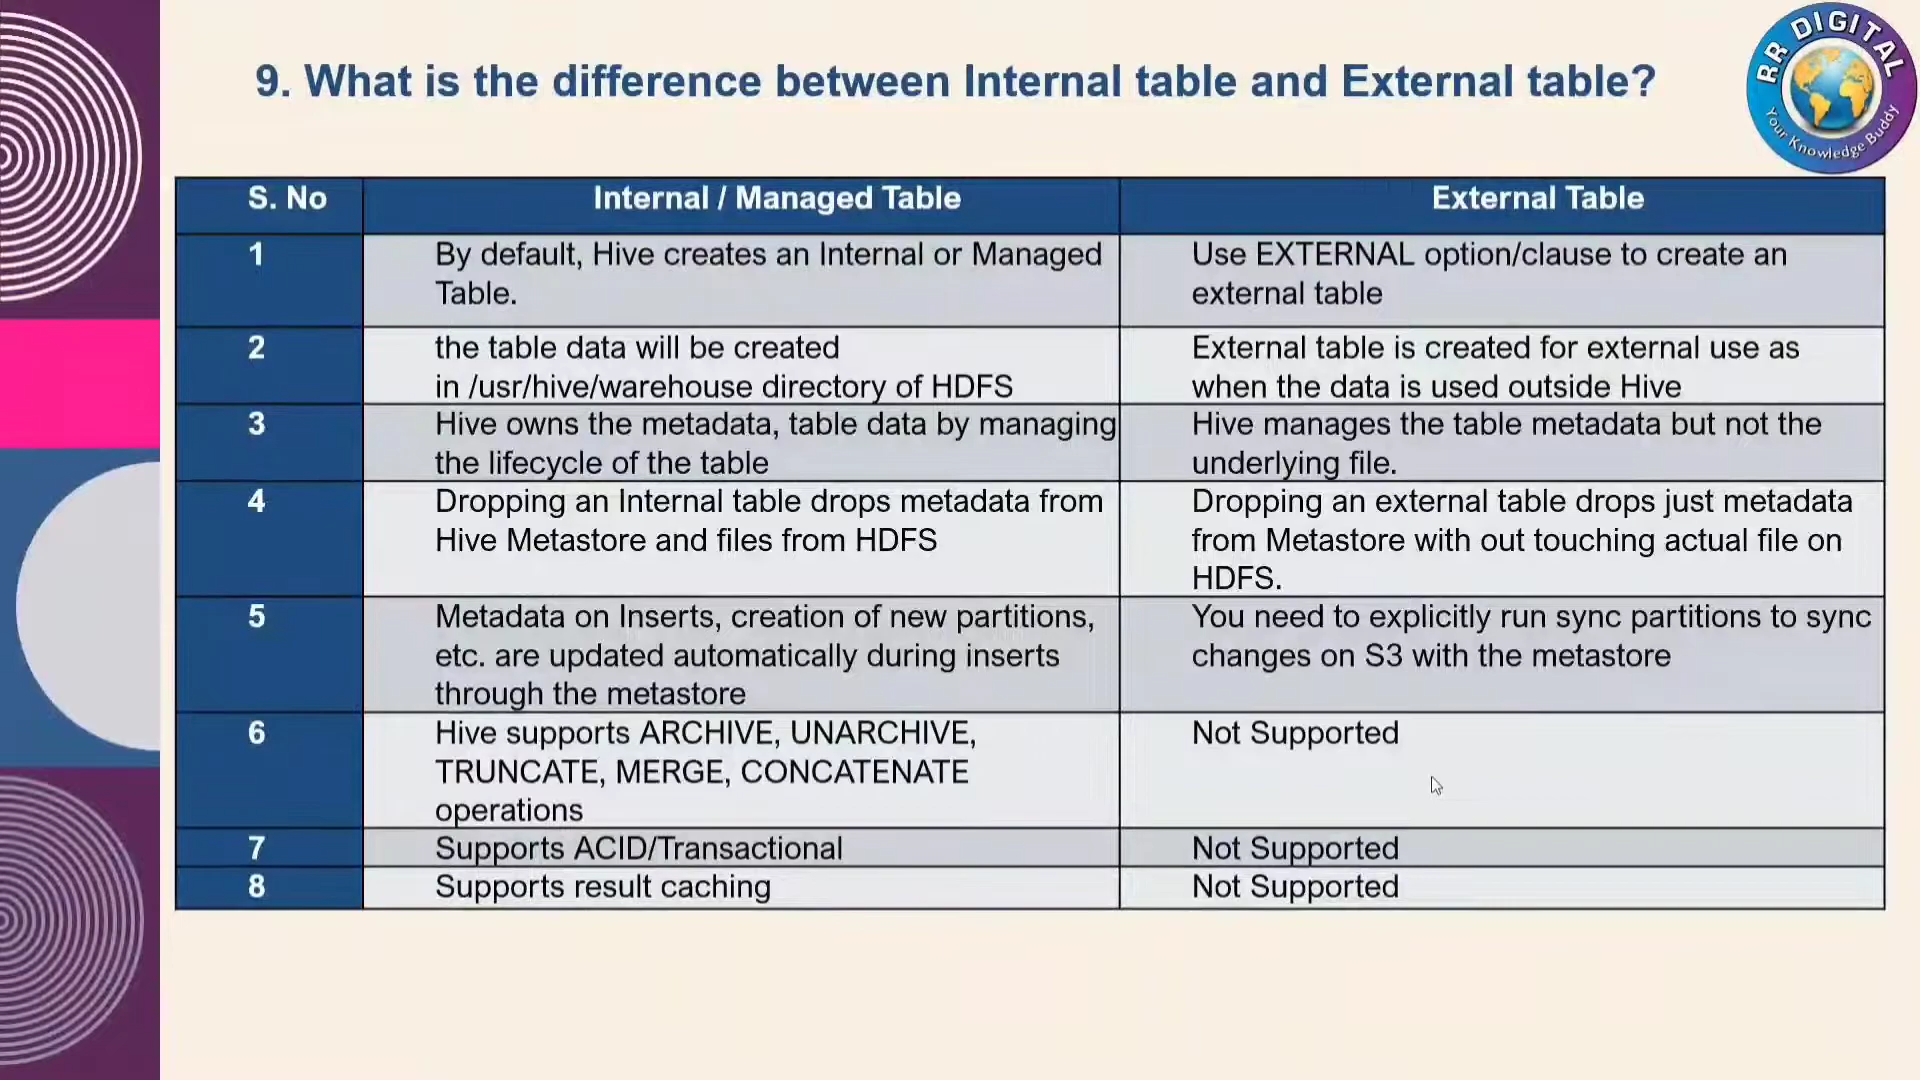 9. What is the difference between Internal table and External table?
RR DIGITAL
Your Knowledge Buddy
S. No Internal / Managed Table External Table
1
By default, Hive creates an Internal or Managed
Table.
Use EXTERNAL option/clause to create an
external table
2
the table data will be created
in /usr/hive/warehouse directory of HDFS
External table is created for external use as
when the data is used outside Hive
3
Hive owns the metadata, table data by managing
the lifecycle of the table
Hive manages the table metadata but not the
underlying file.
4
Dropping an Internal table drops metadata from
Hive Metastore and files from HDFS
Dropping an external table drops just metadata
from Metastore with out touching actual file on
HDFS.
5
Metadata on Inserts, creation of new partitions,
etc. are updated automatically during inserts
through the metastore
You need to explicitly run sync partitions to sync
changes on S3 with the metastore
6
Hive supports ARCHIVE, UNARCHIVE,
TRUNCATE, MERGE, CONCATENATE
operations
Not Supported
7
Supports ACID/Transactional
Not Supported
8
Supports result caching
Not Supported